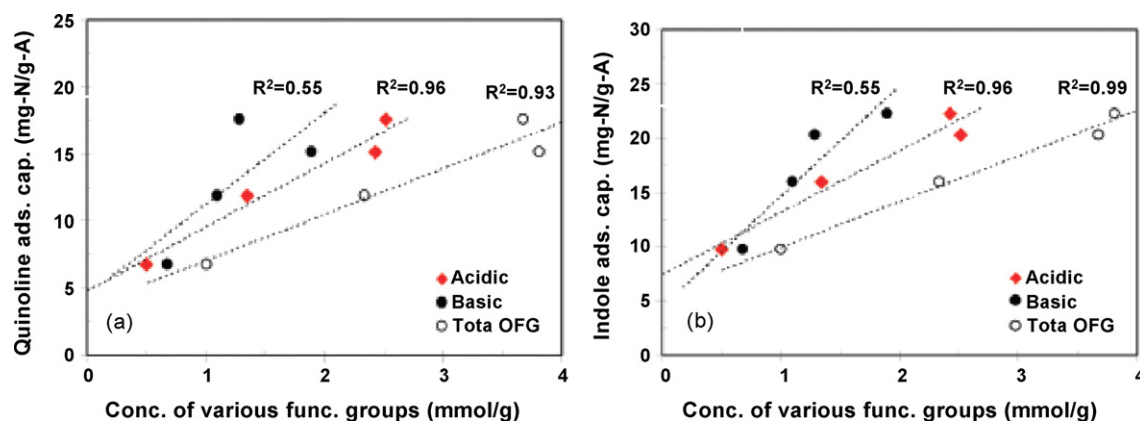 25
20
15
10
5
0
Quinoline ads. cap. (mg-N/g-A)
R²=0.55
R²=0.96
R²=0.93
Acidic
Basic
Tota OFG
(a)
0 1 2 3 4
Conc. of various func. groups (mmol/g)
30
25
20
15
10
5
0
Indole ads. cap. (mg-N/g-A)
R²=0.55
R²=0.96
R²=0.99
Acidic
Basic
Tota OFG
(b)
0 1 2 3 4
Conc. of various func. groups (mmol/g)